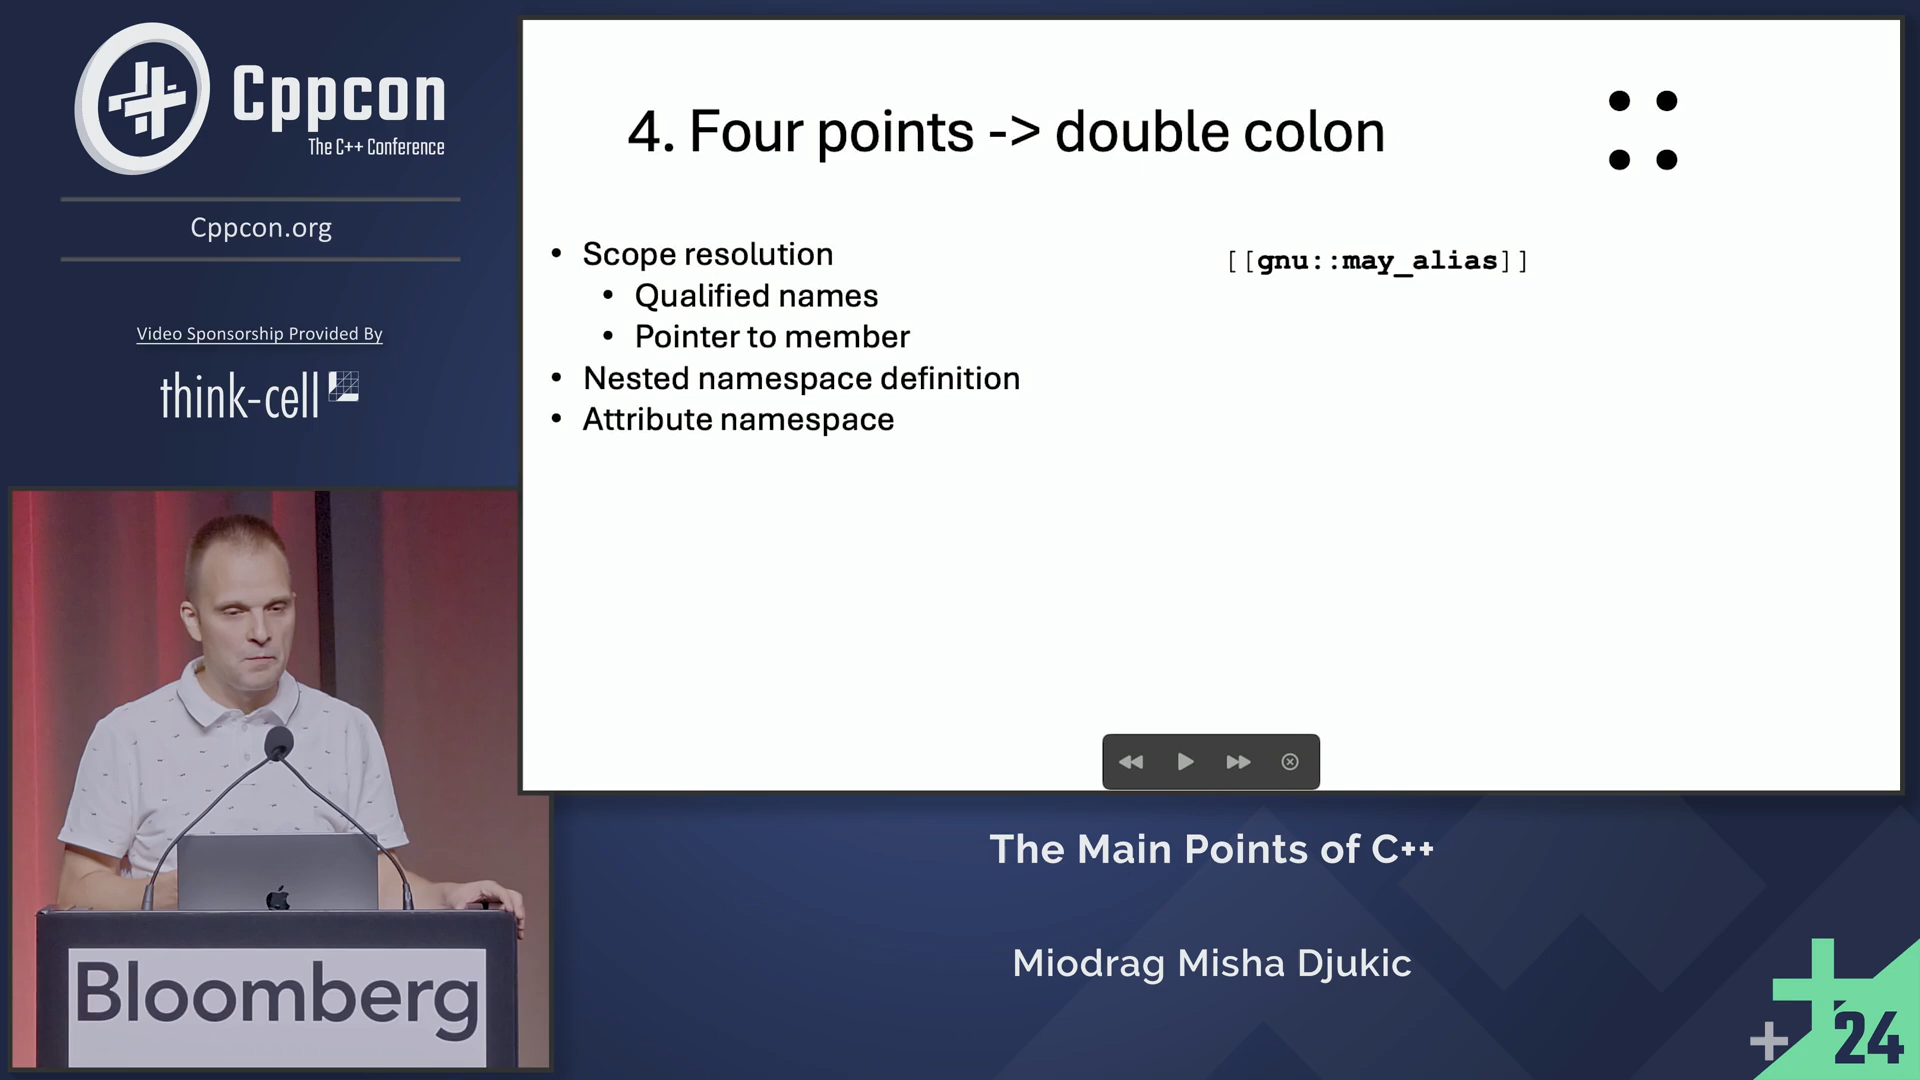 Cppcon
The C++ Conference
Cppcon.org
Video Sponsorship Provided By
think-cell
4. Four points -> double colon
• Scope resolution
• Qualified names
• Pointer to member
• Nested namespace definition
• Attribute namespace
[[gnu::may_alias]]
Bloomberg
The Main Points of C++
Miodrag Misha Djukic
24